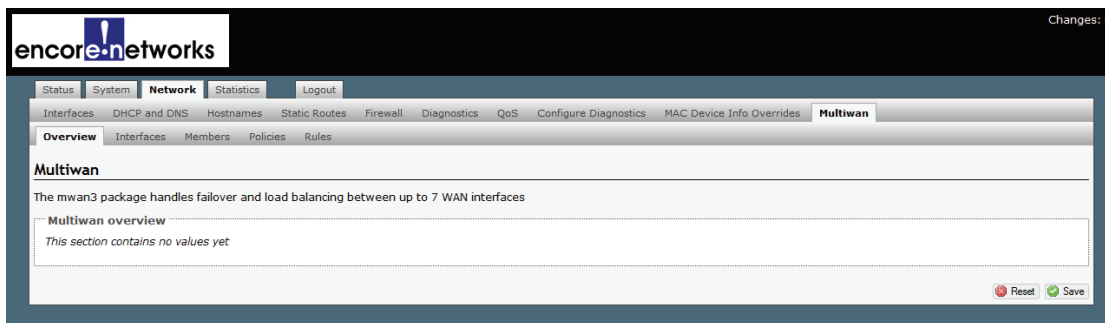 Changes:
encore!networks
Status System Network Statistics Logout
Interfaces DHCP and DNS Hostnames Static Routes Firewall Diagnostics QoS Configure Diagnostics MAC Device Info Overrides Multiwan
Overview Interfaces Members Policies Rules
Multiwan
The mwan3 package handles failover and load balancing between up to 7 WAN interfaces
Multiwan overview
This section contains no values yet
Reset Save